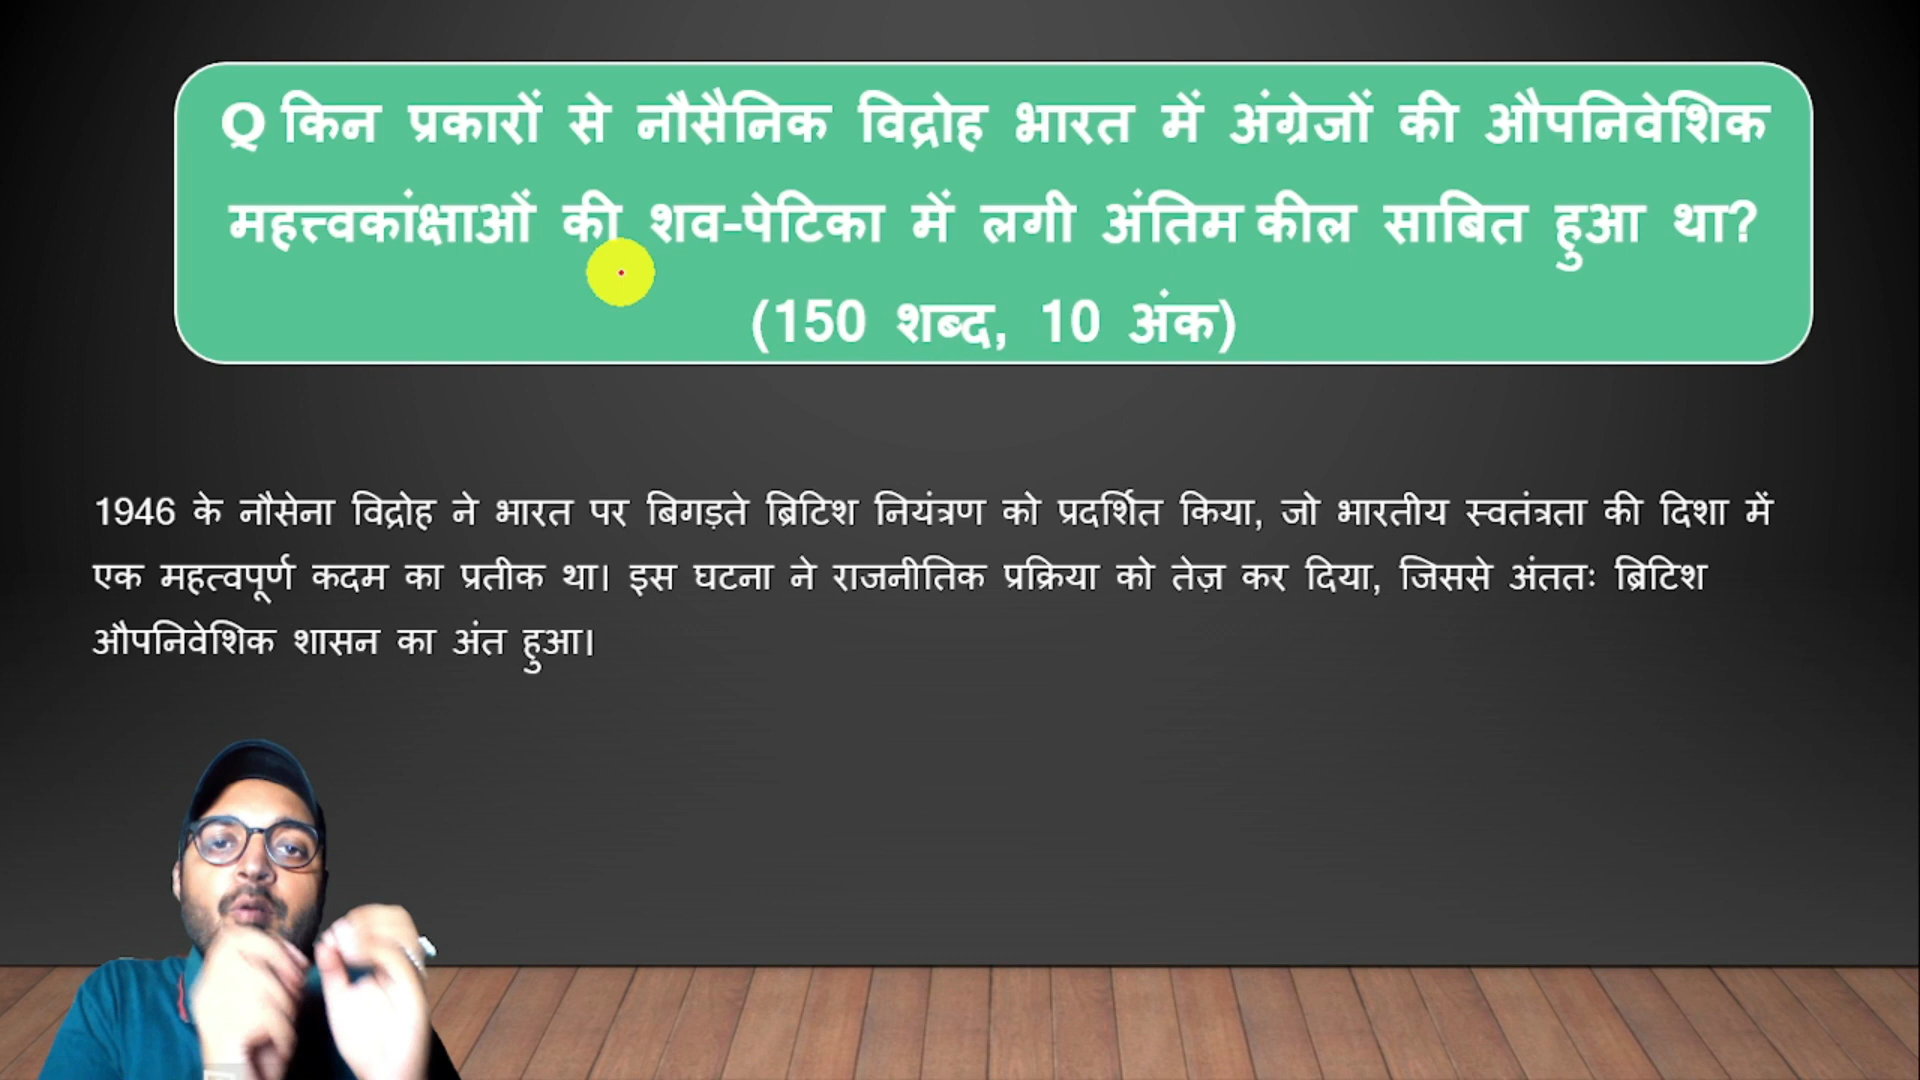 Q किन प्रकारों से नौसैनिक विद्रोह भारत में अंग्रेजों की औपनिवेशिक
महत्त्वकांक्षाओं की शव-पेटिका में लगी अंतिम कील साबित हुआ था?
(150 शब्द, 10 अंक)
1946 के नौसेना विद्रोह ने भारत पर बिगड़ते ब्रिटिश नियंत्रण को प्रदर्शित किया, जो भारतीय स्वतंत्रता की दिशा में
एक महत्वपूर्ण कदम का प्रतीक था। इस घटना ने राजनीतिक प्रक्रिया को तेज़ कर दिया, जिससे अंततः ब्रिटिश
औपनिवेशिक शासन का अंत हुआ।